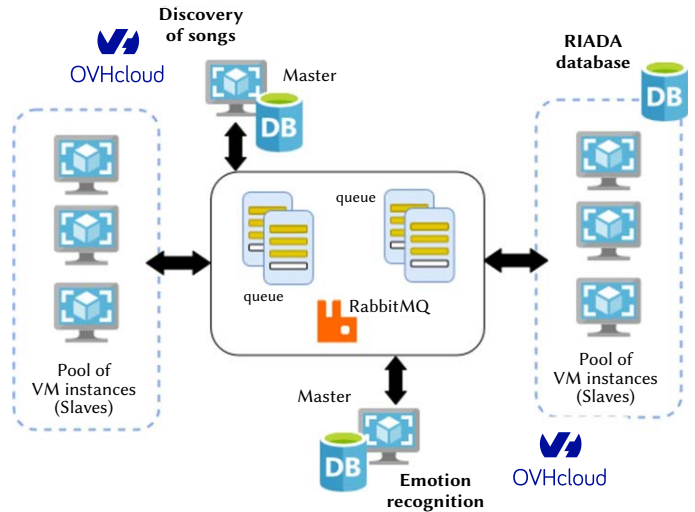 Discovery
of songs
OVHcloud
Master
DB
RIADA
database
DB
queue
queue
RabbitMQ
Pool of
VM instances
(Slaves)
Pool of
VM instances
(Slaves)
Master
DB
Emotion
recognition
OVHcloud